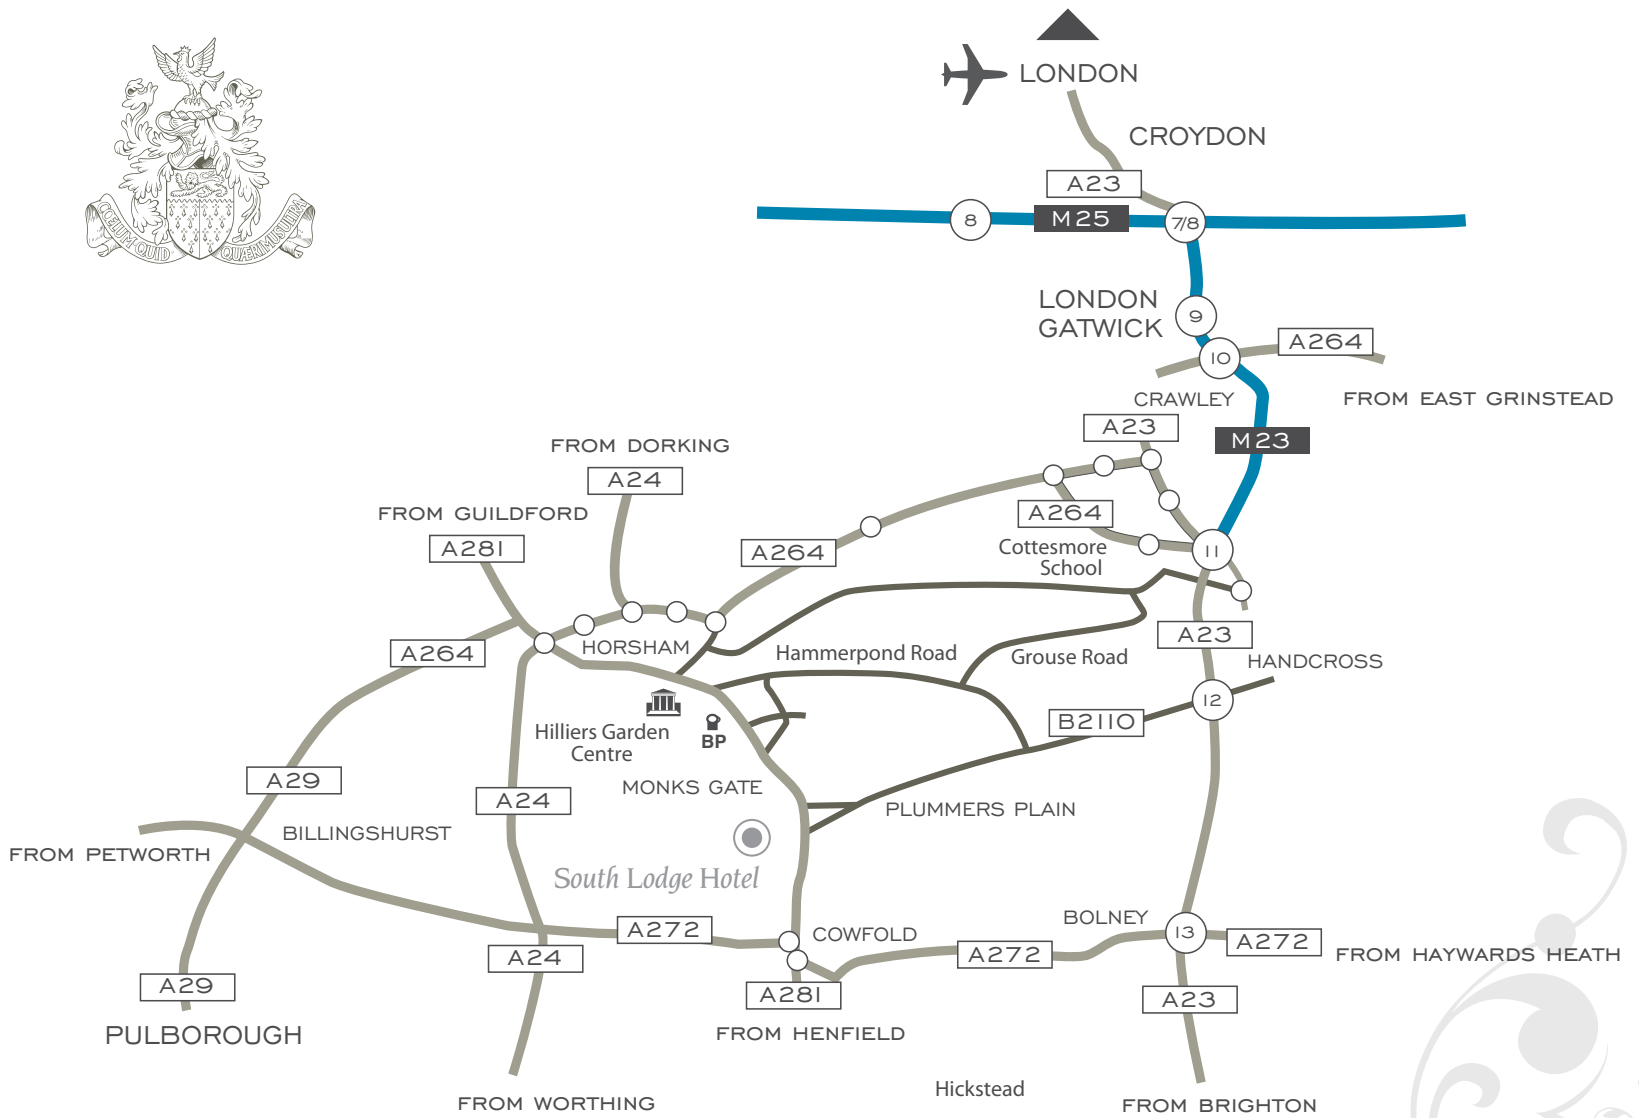 LONDON
CROYDON
A23
CŒLUM QUID
QUÆRIMUS ULTRA
8
M25
7/8
LONDON
GATWICK
9
10
A264
CRAWLEY
FROM EAST GRINSTEAD
A23
M23
FROM DORKING
A24
FROM GUILDFORD
A281
A264
A264
Cottesmore
School
11
A264
HORSHAM
Hammerpond Road
Grouse Road
A23
HANDCROSS
12
B2110
Hilliers Garden
Centre
BP
MONKS GATE
A29
A24
PLUMMERS PLAIN
BILLINGSHURST
FROM PETWORTH
South Lodge Hotel
A272
COWFOLD
BOLNEY
13
A272
A272
FROM HAYWARDS HEATH
A24
A29
A281
A23
PULBOROUGH
FROM HENFIELD
Hickstead
FROM WORTHING
FROM BRIGHTON